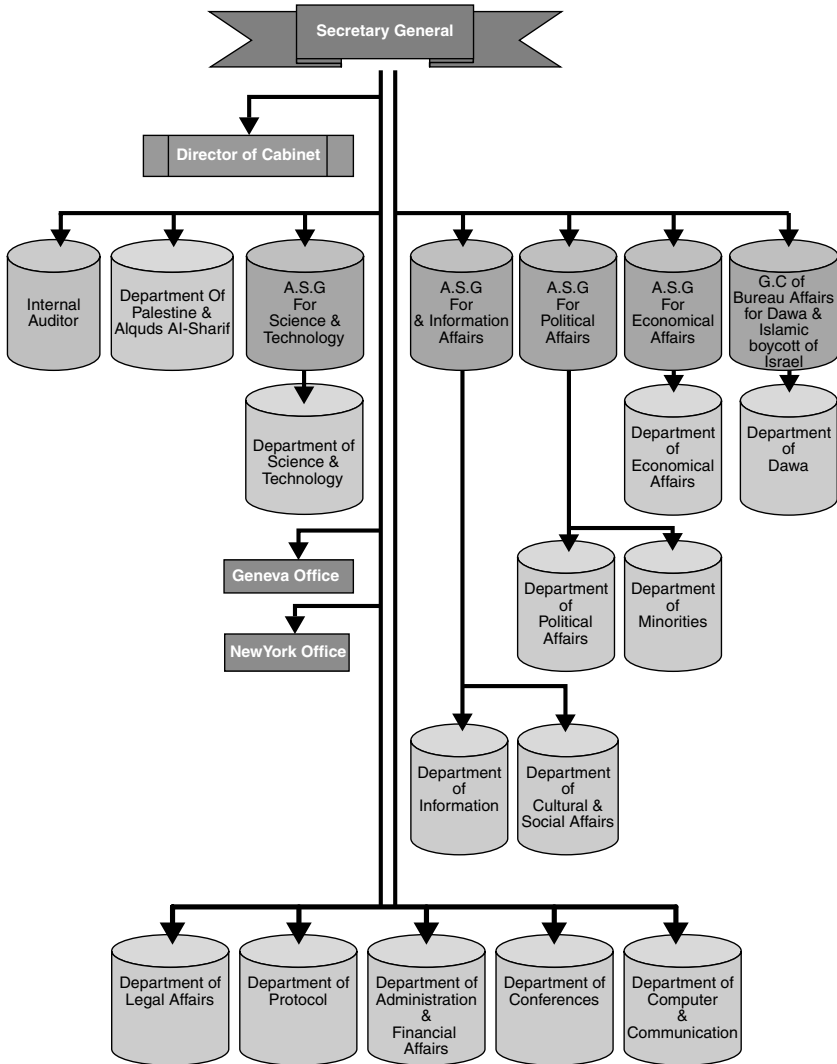 Secretary General
Director of Cabinet
Internal
Auditor
Department Of
Palestine &
Alquds Al-Sharif
A.S.G
For
Science &
Technology
A.S.G
For
& Information
Affairs
A.S.G
For
Political
Affairs
A.S.G
For
Economical
Affairs
G.C of
Bureau Affairs
for Dawa &
Islamic
boycott of
Israel
Department of
Science &
Technology
Department
of
Economical
Affairs
Department
of
Dawa
Geneva Office
NewYork Office
Department
of
Political
Affairs
Department
of
Minorities
Department
of
Information
Department
of
Cultural &
Social Affairs
Department of
Legal Affairs
Department of
Protocol
Department of
Administration
&
Financial
Affairs
Department of
Conferences
Department of
Computer
&
Communication